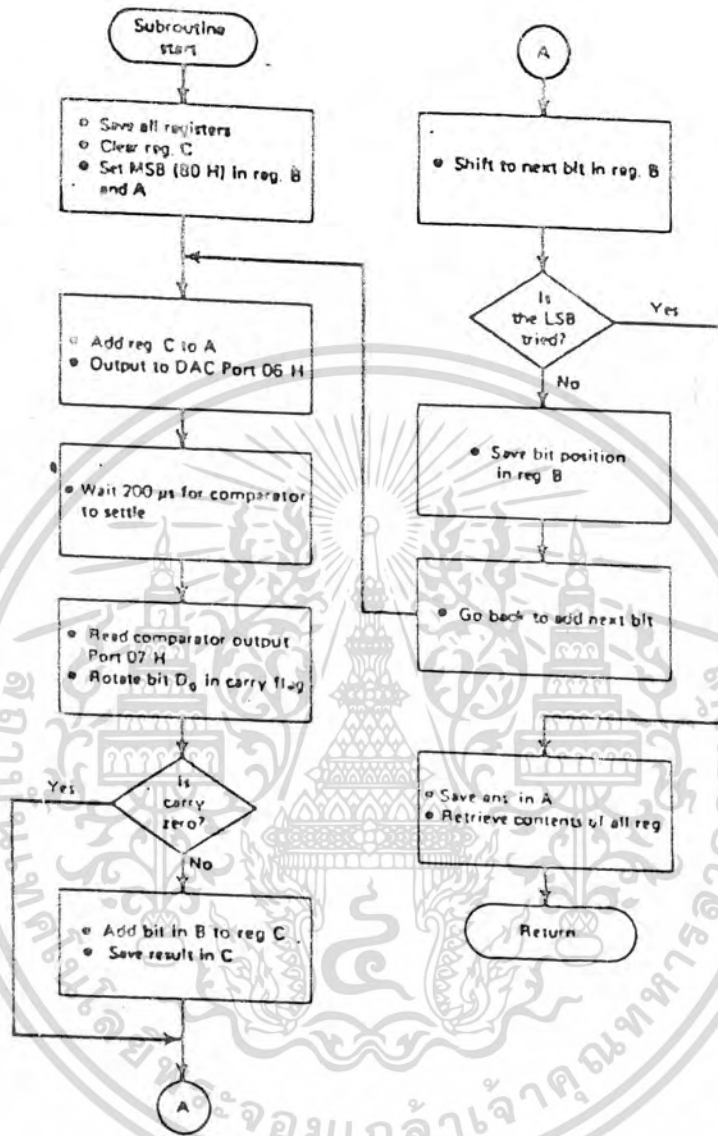 Subroutine
start
• Save all registers
• Clear reg. C
• Set MSB (80 H) in reg. B
and A
• Add reg C to A
• Output to DAC Port 06 H
• Wait 200 µs for comparator
to settle
• Read comparator output
Port 07 H
• Rotate bit D₀ in carry flag
Yes
Is
carry
zero?
No
• Add bit in B to reg C
• Save result in C
A
A
• Shift to next bit in reg. B
Is
the LSB
tried?
Yes
No
• Save bit position
in reg B
• Go back to add next bit
• Save ans. in A
• Retrieve contents of all reg
Return